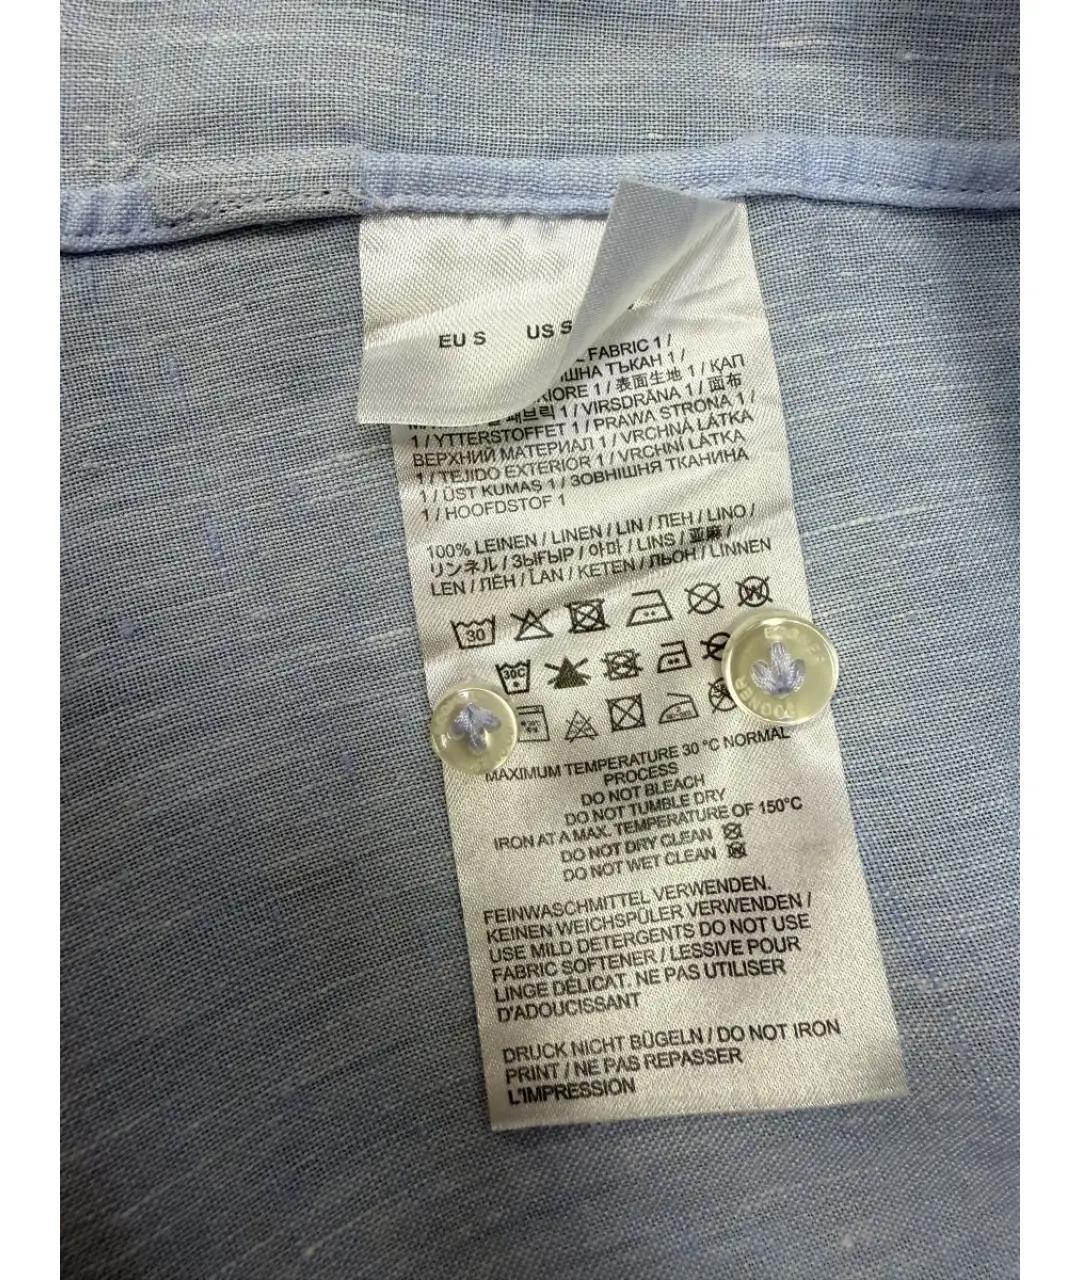 EU S US S
FABRIC 1 /
ТЪКАН 1 /
1 / 表面生地 1 / ҚАП
1 / VIRSDRĀNA 1 / 面布
1 / YTTERSTOFFET 1 / PRAWA STRONA 1 /
ВЕРХНИЙ МАТЕРИАЛ 1 / VRCHNÁ LÁTKA
1 / TEJIDO EXTERIOR 1 / VRCHNÍ LÁTKA
1 / ÜST KUMAŞ 1 / ЗОВНІШНЯ ТКАНИНА
1 / HOOFDSTOF 1
100% LEINEN / LINEN / LIN / ЛЕН / LINO /
リンネル / ЗЫҒЫР / 아마 / LINS / 亚麻 /
LEN / ЛЁН / LAN / KETEN / ЛЬОН / LINNEN
30 W
30C
MAXIMUM TEMPERATURE 30 °C NORMAL
PROCESS
DO NOT BLEACH
DO NOT TUMBLE DRY
IRON AT A MAX. TEMPERATURE OF 150°C
DO NOT DRY CLEAN
DO NOT WET CLEAN
FEINWASCHMITTEL VERWENDEN.
KEINEN WEICHSPÜLER VERWENDEN /
USE MILD DETERGENTS DO NOT USE
FABRIC SOFTENER / LESSIVE POUR
LINGE DÉLICAT. NE PAS UTILISER
D'ADOUCISSANT
DRUCK NICHT BÜGELN / DO NOT IRON
PRINT / NE PAS REPASSER
L'IMPRESSION